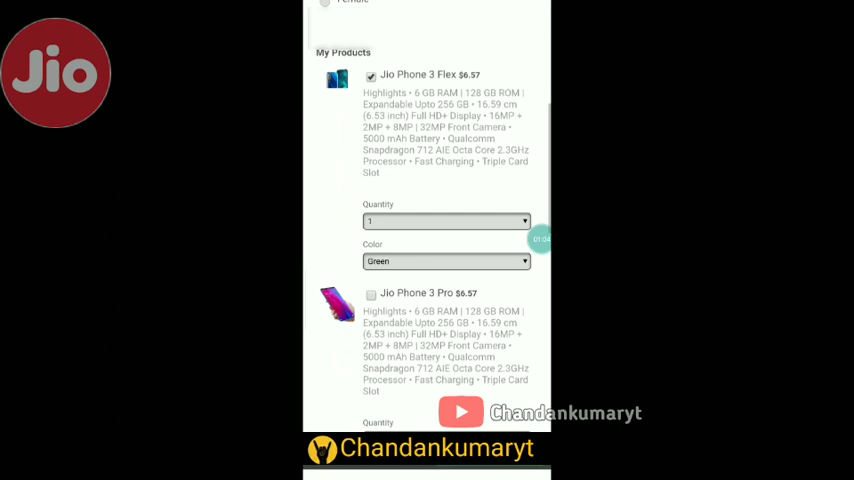 Female
Jio
My Products
Jio Phone 3 Flex $6.57
Highlights • 6 GB RAM | 128 GB ROM |
Expandable Upto 256 GB • 16.59 cm
(6.53 inch) Full HD+ Display • 16MP +
2MP + 8MP | 32MP Front Camera •
5000 mAh Battery • Qualcomm
Snapdragon 712 AIE Octa Core 2.3GHz
Processor • Fast Charging • Triple Card
Slot
Quantity
1
01:04
Color
Green
Jio Phone 3 Pro $6.57
Highlights • 6 GB RAM | 128 GB ROM |
Expandable Upto 256 GB • 16.59 cm
(6.53 inch) Full HD+ Display • 16MP +
2MP + 8MP | 32MP Front Camera •
5000 mAh Battery • Qualcomm
Snapdragon 712 AIE Octa Core 2.3GHz
Processor • Fast Charging • Triple Card
Slot
Chandankumaryt
Quantity
Chandankumaryt